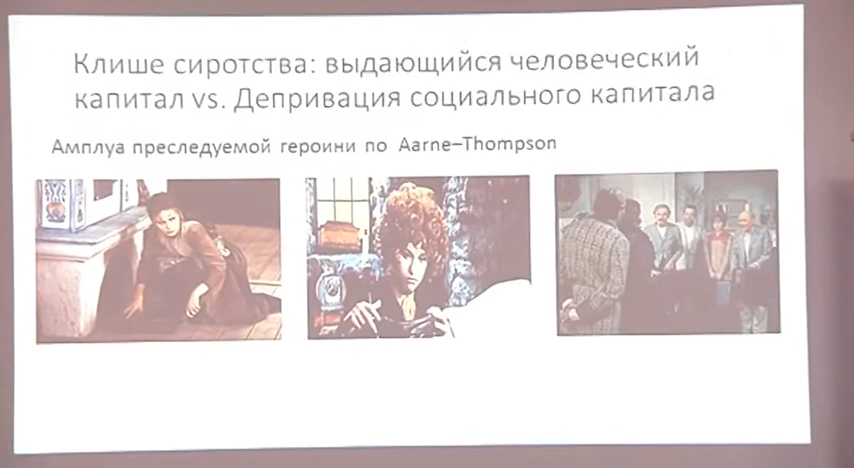 Клише сиротства: выдающийся человеческий
капитал vs. Депривация социального капитала
Амплуа преследуемой героини по Aarne–Thompson